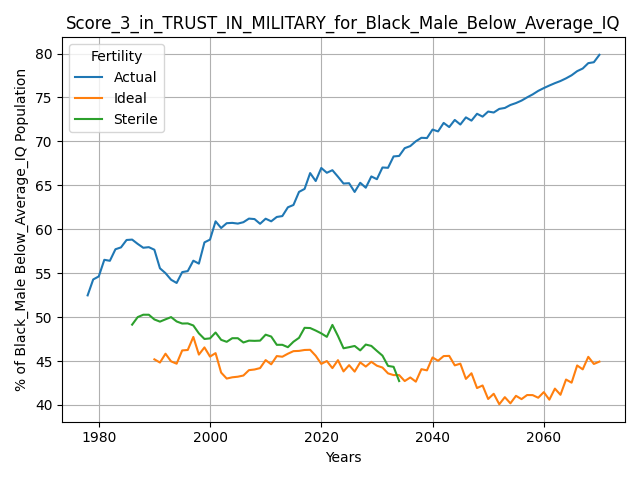 Score_3_in_TRUST_IN_MILITARY_for_Black_Male_Below_Average_IQ
Fertility
Actual
Ideal
Sterile
% of Black_Male Below_Average_IQ Population
80
75
70
65
60
55
50
45
40
1980
2000
2020
2040
2060
Years